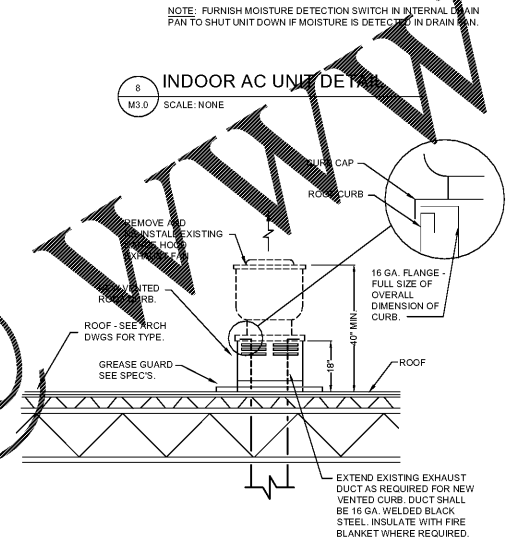 NOTE: FURNISH MOISTURE DETECTION SWITCH IN INTERNAL DRAIN
PAN TO SHUT UNIT DOWN IF MOISTURE IS DETECTED IN DRAIN PAN.
8
M3.0
INDOOR AC UNIT DETAIL
SCALE: NONE
WWWW
CURB CAP
ROOF CURB
REMOVE AND
REINSTALL EXISTING
RANGE HOOD
EXHAUST FAN
NEW VENTED
ROOF CURB.
16 GA. FLANGE -
FULL SIZE OF
OVERALL
DIMENSION OF
CURB.
40" MIN.
18"
ROOF - SEE ARCH
DWGS FOR TYPE.
GREASE GUARD
SEE SPEC'S.
ROOF
EXTEND EXISTING EXHAUST
DUCT AS REQUIRED FOR NEW
VENTED CURB. DUCT SHALL
BE 16 GA. WELDED BLACK
STEEL. INSULATE WITH FIRE
BLANKET WHERE REQUIRED.